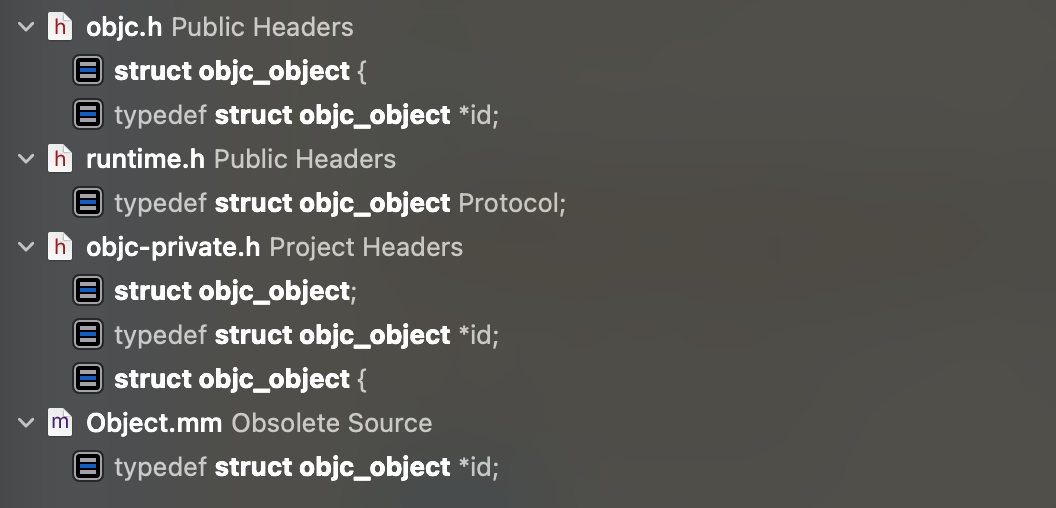 h objc.h Public Headers
struct objc_object {
typedef struct objc_object *id;
h runtime.h Public Headers
typedef struct objc_object Protocol;
h objc-private.h Project Headers
struct objc_object;
typedef struct objc_object *id;
struct objc_object {
m Object.mm Obsolete Source
typedef struct objc_object *id;